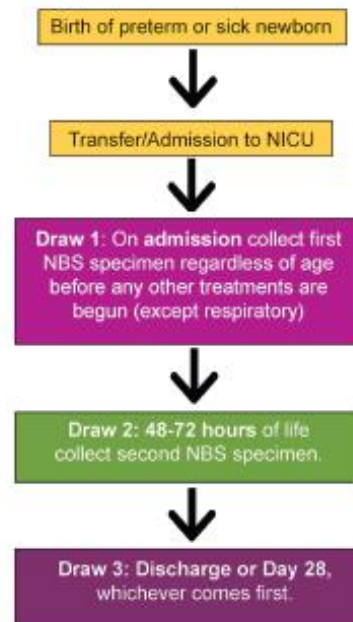 Birth of preterm or sick newborn
Transfer/Admission to NICU
Draw 1: On admission collect first
NBS specimen regardless of age
before any other treatments are
begun (except respiratory)
Draw 2: 48-72 hours of life
collect second NBS specimen.
Draw 3: Discharge or Day 28,
whichever comes first.